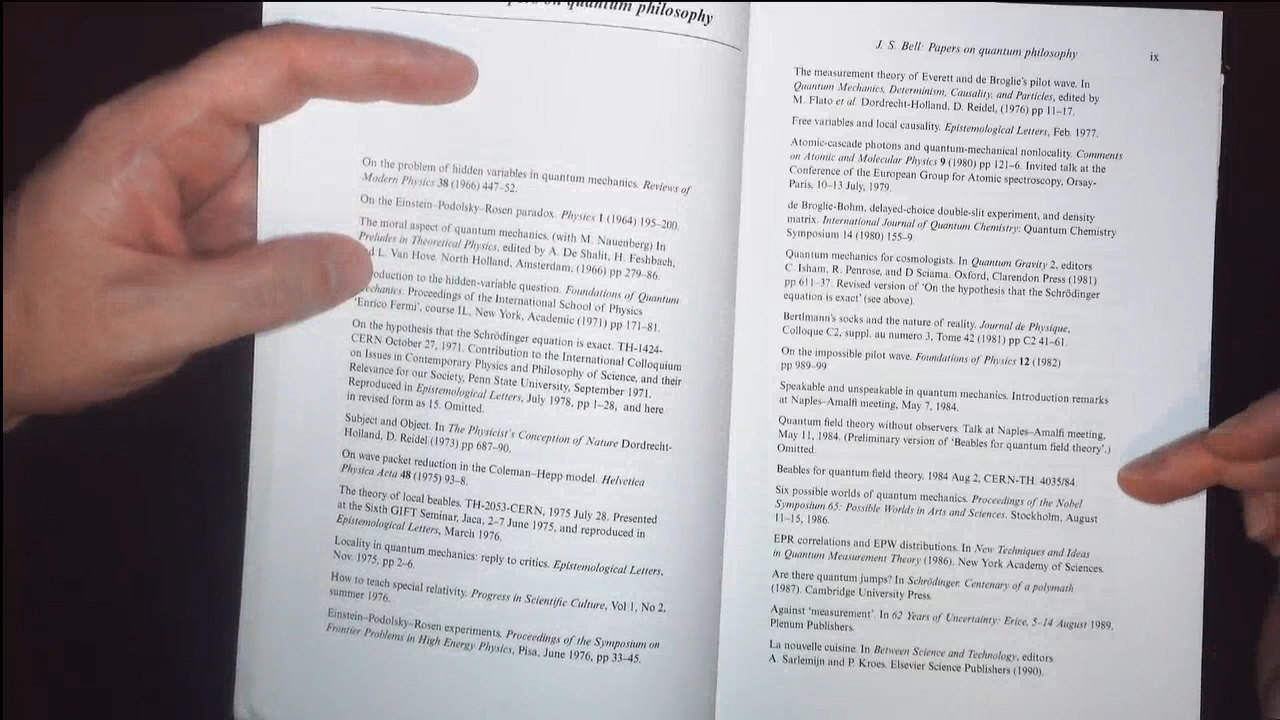 on quantum philosophy
On the problem of hidden variables in quantum mechanics. Reviews of
Modern Physics 38 (1966) 447-52.
On the Einstein–Podolsky–Rosen paradox. Physics 1 (1964) 195-200.
The moral aspect of quantum mechanics. (with M. Nauenberg) In
Preludes in Theoretical Physics, edited by A. De Shalit, H. Feshbach,
L. Van Hove. North Holland, Amsterdam, (1966) pp 279-86.
to the hidden-variable question. Foundations of Quantum
Proceedings of the International School of Physics
'Enrico Fermi', course IL, New York, Academic (1971) pp 171-81.
On the hypothesis that the Schrödinger equation is exact. TH-1424-
CERN October 27, 1971. Contribution to the International Colloquium
on Issues in Contemporary Physics and Philosophy of Science, and their
Relevance for our Society, Penn State University, September 1971.
Reproduced in Epistemological Letters, July 1978, pp 1-28, and here
in revised form as 15. Omitted.
Subject and Object. In The Physicist's Conception of Nature Dordrecht-
Holland, D. Reidel (1973) pp 687-90.
On wave packet reduction in the Coleman–Hepp model. Helvetica
Physica Acta 48 (1975) 93-8.
The theory of local beables. TH-2053-CERN, 1975 July 28. Presented
at the Sixth GIFT Seminar, Jaca, 2-7 June 1975, and reproduced in
Epistemological Letters, March 1976.
Locality in quantum mechanics: reply to critics. Epistemological Letters,
Nov. 1975, pp 2-6.
How to teach special relativity. Progress in Scientific Culture, Vol 1, No 2,
summer 1976.
Einstein–Podolsky–Rosen experiments. Proceedings of the Symposium on
Frontier Problems in High Energy Physics, Pisa, June 1976, pp 33-45.
J. S. Bell: Papers on quantum philosophy ix
The measurement theory of Everett and de Broglie's pilot wave. In
Quantum Mechanics, Determinism, Causality, and Particles, edited by
M. Flato et al. Dordrecht-Holland, D. Reidel, (1976) pp 11-17.
Free variables and local causality. Epistemological Letters, Feb. 1977.
Atomic-cascade photons and quantum-mechanical nonlocality. Comments
on Atomic and Molecular Physics 9 (1980) pp 121-6. Invited talk at the
Conference of the European Group for Atomic spectroscopy, Orsay-
Paris, 10-13 July, 1979.
de Broglie-Bohm, delayed-choice double-slit experiment, and density
matrix. International Journal of Quantum Chemistry: Quantum Chemistry
Symposium 14 (1980) 155-9
Quantum mechanics for cosmologists. In Quantum Gravity 2, editors
C. Isham, R. Penrose, and D Sciama. Oxford, Clarendon Press (1981)
pp 611-37. Revised version of 'On the hypothesis that the Schrödinger
equation is exact' (see above).
Bertlmann's socks and the nature of reality. Journal de Physique,
Colloque C2, suppl. au numero 3, Tome 42 (1981) pp C2 41-61.
On the impossible pilot wave. Foundations of Physics 12 (1982)
pp 989-99
Speakable and unspeakable in quantum mechanics. Introduction remarks
at Naples–Amalfi meeting, May 7, 1984.
Quantum field theory without observers. Talk at Naples–Amalfi meeting,
May 11, 1984. (Preliminary version of 'Beables for quantum field theory'.)
Omitted.
Beables for quantum field theory. 1984 Aug 2, CERN-TH. 4035/84.
Six possible worlds of quantum mechanics. Proceedings of the Nobel
Symposium 65: Possible Worlds in Arts and Sciences. Stockholm, August
11-15, 1986.
EPR correlations and EPW distributions. In New Techniques and Ideas
in Quantum Measurement Theory (1986). New York Academy of Sciences.
Are there quantum jumps? In Schrödinger. Centenary of a polymath
(1987). Cambridge University Press.
Against 'measurement'. In 62 Years of Uncertainty: Erice, 5-14 August 1989.
Plenum Publishers.
La nouvelle cuisine. In Between Science and Technology, editors
A. Sarlemijn and P. Kroes. Elsevier Science Publishers (1990).